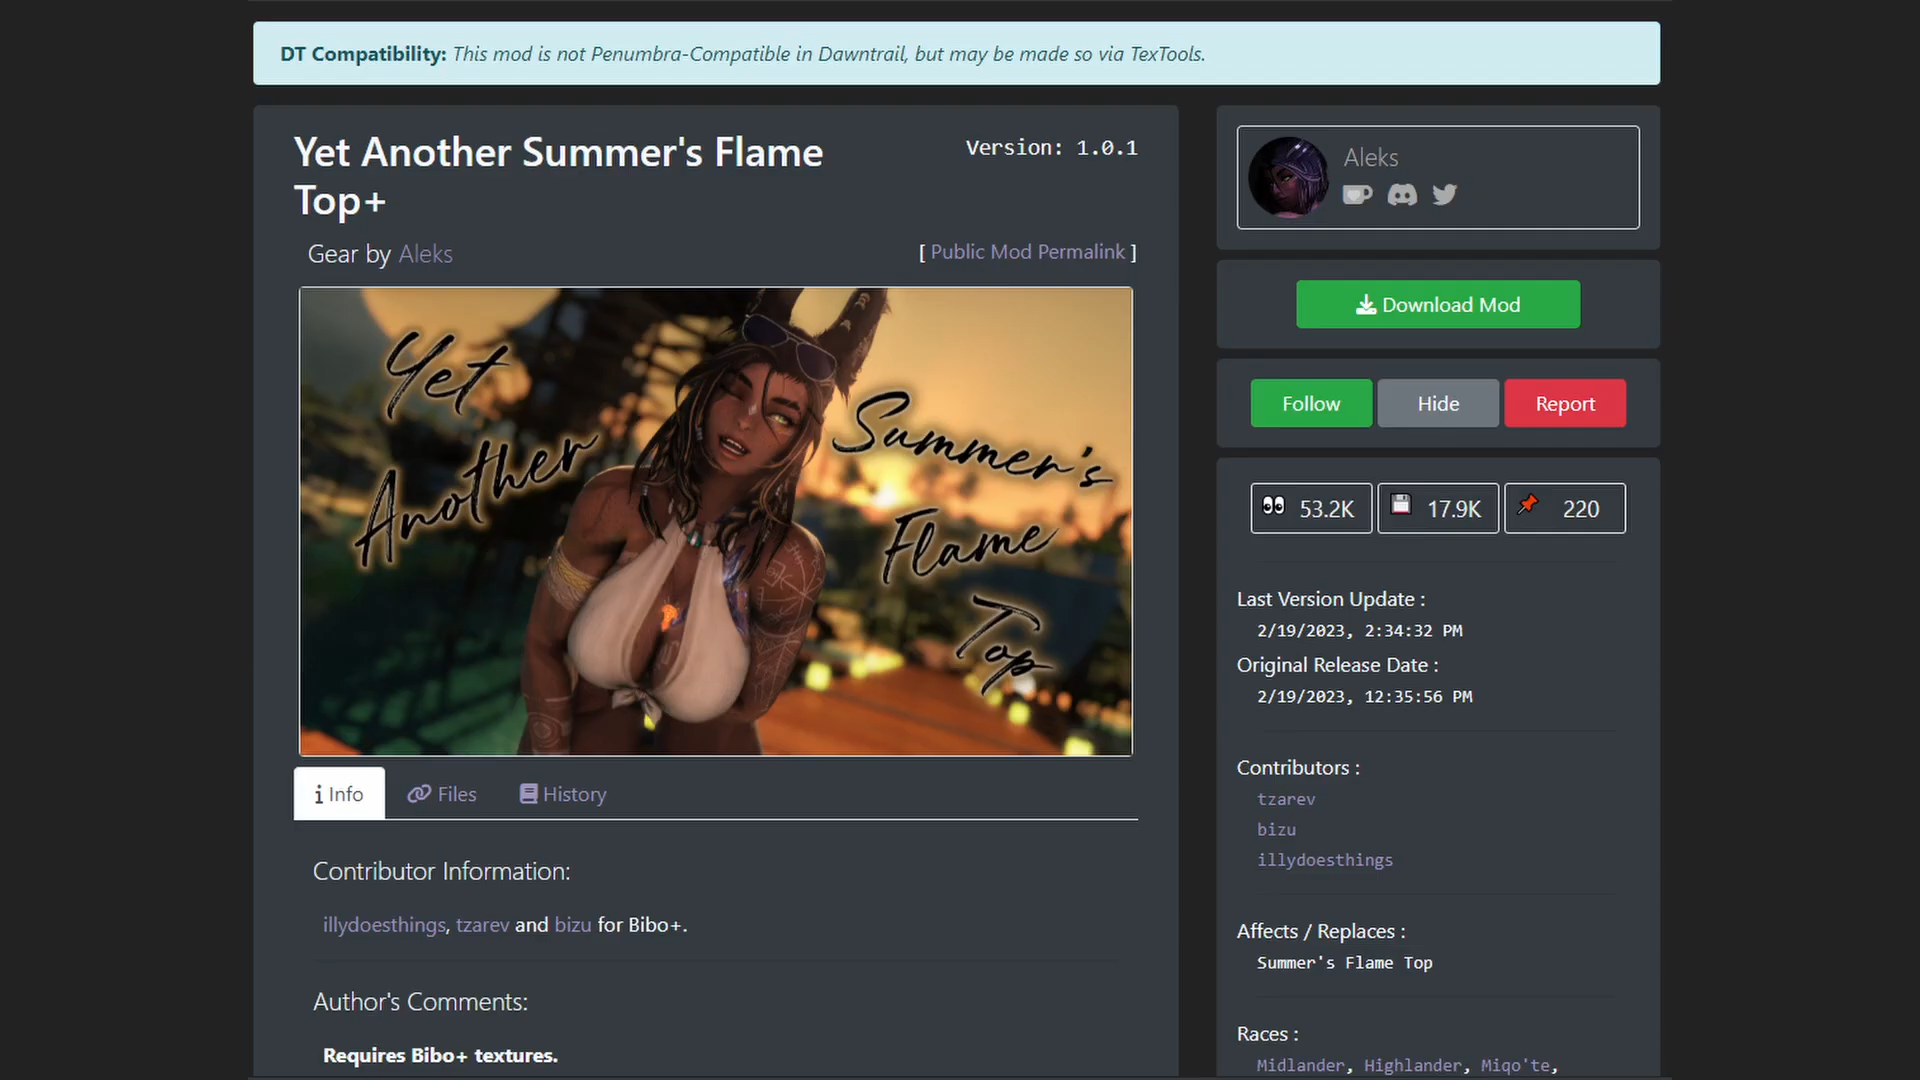 DT Compatibility: This mod is not Penumbra-Compatible in Dawntrail, but may be made so via TexTools.
Yet Another Summer's Flame
Top+
Version: 1.0.1
Gear by Aleks
[ Public Mod Permalink ]
Yet
Another
Summer's
Flame
Top
Info
Files
History
Contributor Information:
illydoesthings, tzarev and bizu for Bibo+.
Author's Comments:
Requires Bibo+ textures.
Aleks
Download Mod
Follow
Hide
Report
53.2K
17.9K
220
Last Version Update :
2/19/2023, 2:34:32 PM
Original Release Date :
2/19/2023, 12:35:56 PM
Contributors :
tzarev
bizu
illydoesthings
Affects / Replaces :
Summer's Flame Top
Races :
Midlander, Highlander, Miqo'te,